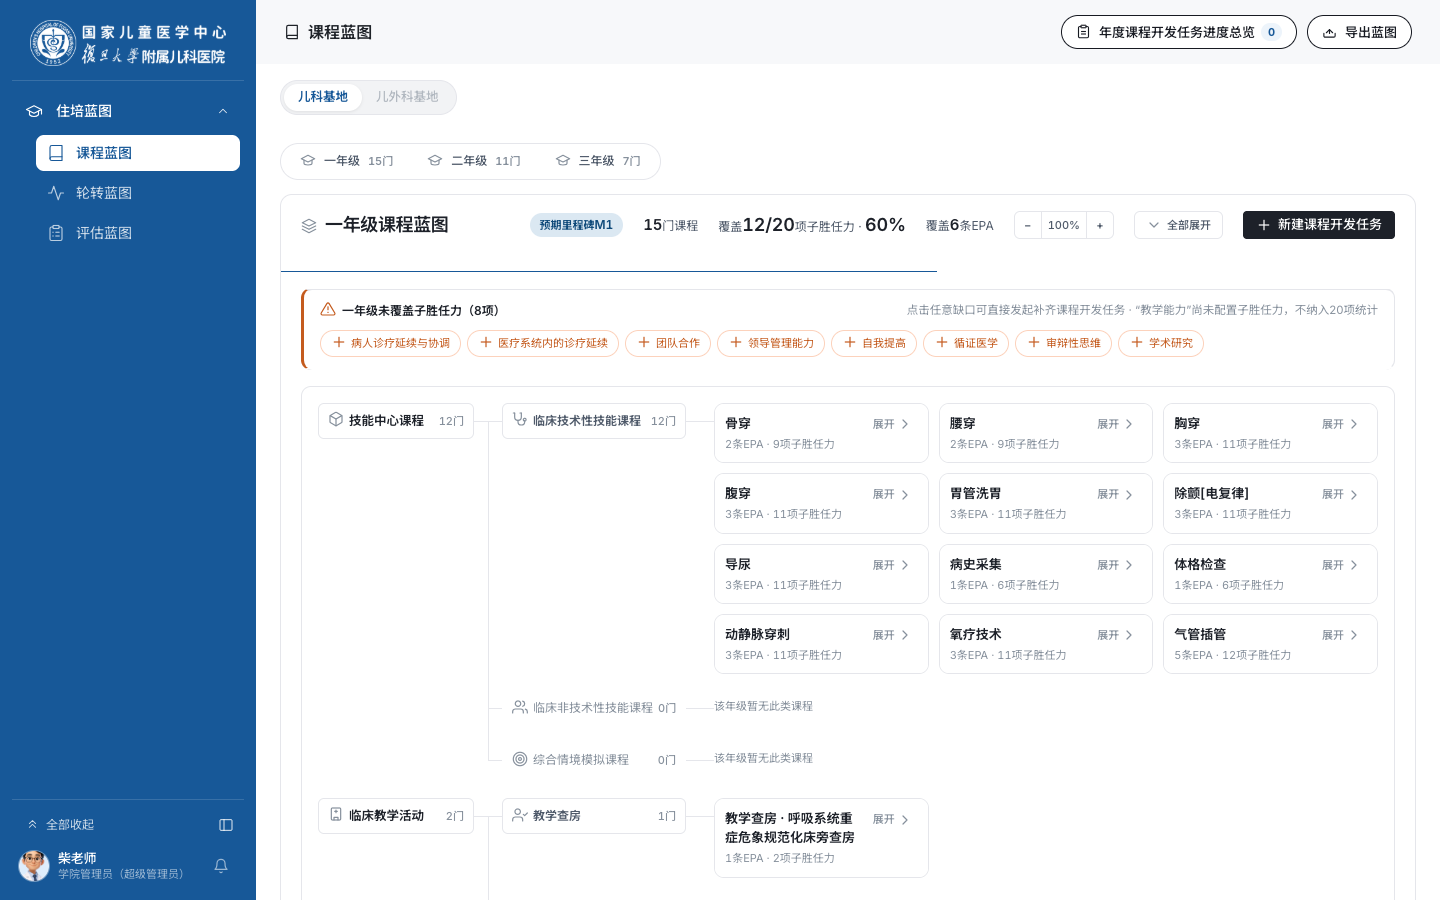 国家儿童医学中心
復旦大学附属儿科医院
住培蓝图
课程蓝图
轮转蓝图
评估蓝图
全部收起
柴老师
学院管理员（超级管理员）
课程蓝图
年度课程开发任务进度总览 0
导出蓝图
儿科基地 儿外科基地
一年级 15门 二年级 11门 三年级 7门
一年级课程蓝图 预期里程碑M1 15门课程 覆盖12/20项子胜任力 · 60% 覆盖6条EPA − 100% + 全部展开 新建课程开发任务
一年级未覆盖子胜任力（8项） 点击任意缺口可直接发起补齐课程开发任务 · “教学能力”尚未配置子胜任力，不纳入20项统计
病人诊疗延续与协调 医疗系统内的诊疗延续 团队合作 领导管理能力 自我提高 循证医学 审辩性思维 学术研究
技能中心课程 12门 临床技术性技能课程 12门
骨穿 展开 腰穿 展开 胸穿 展开
2条EPA · 9项子胜任力 2条EPA · 9项子胜任力 3条EPA · 11项子胜任力
腹穿 展开 胃管洗胃 展开 除颤[电复律] 展开
3条EPA · 11项子胜任力 3条EPA · 11项子胜任力 3条EPA · 11项子胜任力
导尿 展开 病史采集 展开 体格检查 展开
3条EPA · 11项子胜任力 1条EPA · 6项子胜任力 1条EPA · 6项子胜任力
动静脉穿刺 展开 氧疗技术 展开 气管插管 展开
3条EPA · 11项子胜任力 3条EPA · 11项子胜任力 5条EPA · 12项子胜任力
临床非技术性技能课程 0门 该年级暂无此类课程
综合情境模拟课程 0门 该年级暂无此类课程
临床教学活动 2门 教学查房 1门
教学查房 · 呼吸系统重 展开
症危象规范化床旁查房
1条EPA · 2项子胜任力